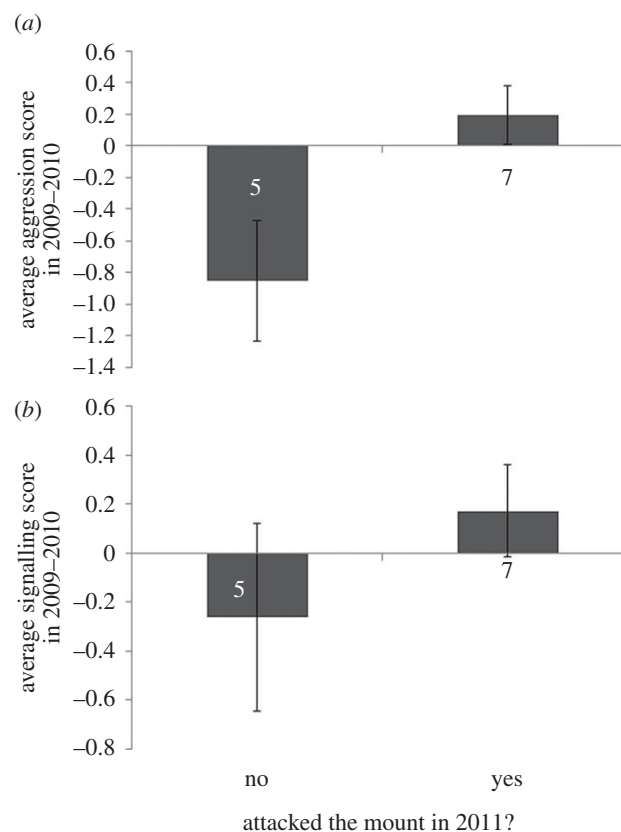 (a)
average aggression score
in 2009–2010
0.6
0.4
0.2
0
–0.2
–0.4
–0.6
–0.8
–1.0
–1.2
–1.4
5
7
(b)
average signalling score
in 2009–2010
0.6
0.4
0.2
0
–0.2
–0.4
–0.6
–0.8
5
7
no yes
attacked the mount in 2011?